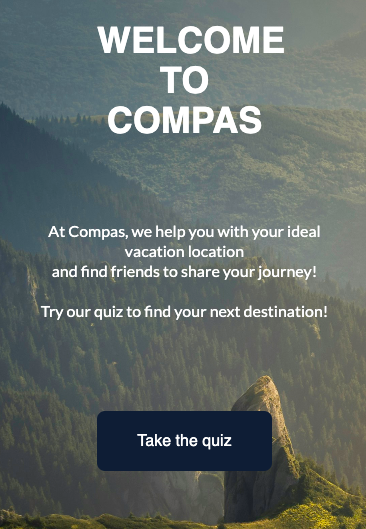 WELCOME
TO
COMPAS
At Compas, we help you with your ideal
vacation location
and find friends to share your journey!
Try our quiz to find your next destination!
Take the quiz